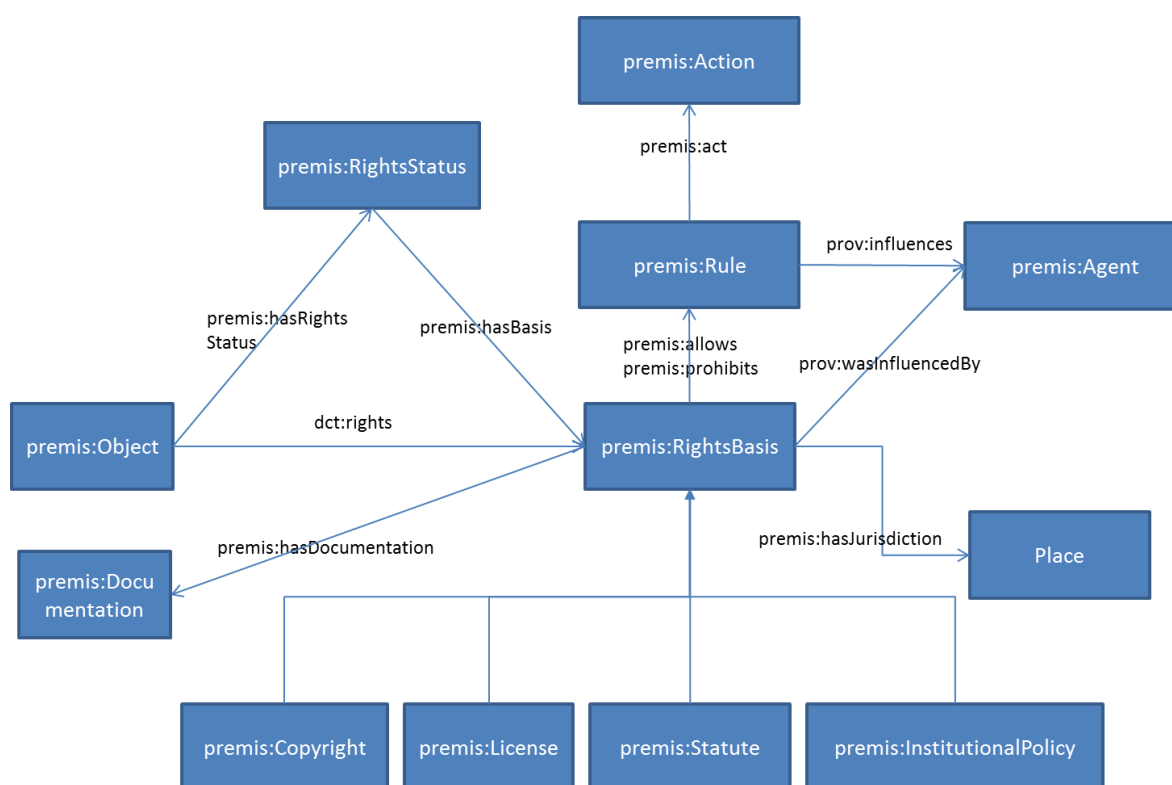 premis:Action
premis:act
premis:RightsStatus
premis:Rule
prov:influences
premis:Agent
premis:hasRights
Status
premis:hasBasis
premis:allows
premis:prohibits
prov:wasInfluencedBy
premis:Object
dct:rights
premis:RightsBasis
premis:hasDocumentation
premis:hasJurisdiction
Place
premis:Docu
mentation
premis:Copyright
premis:License
premis:Statute
premis:InstitutionalPolicy